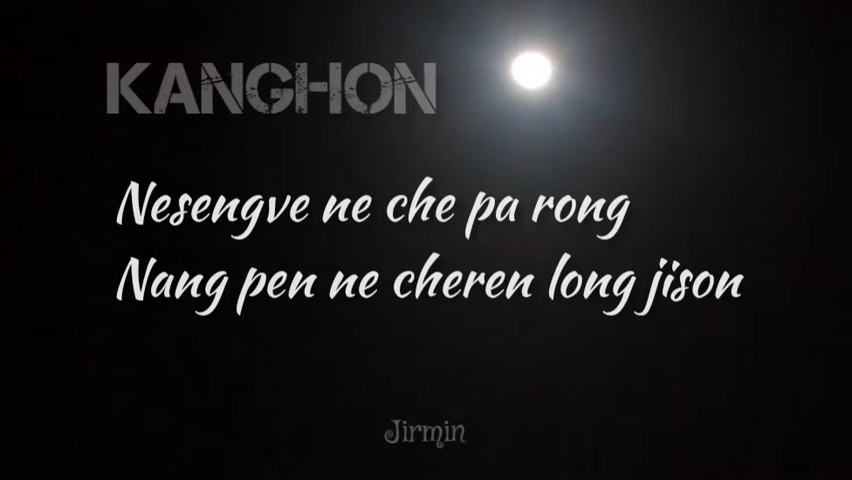 KANGHON
Nesengve ne che pa rong
Nang pen ne cheren long jison
Jirmin